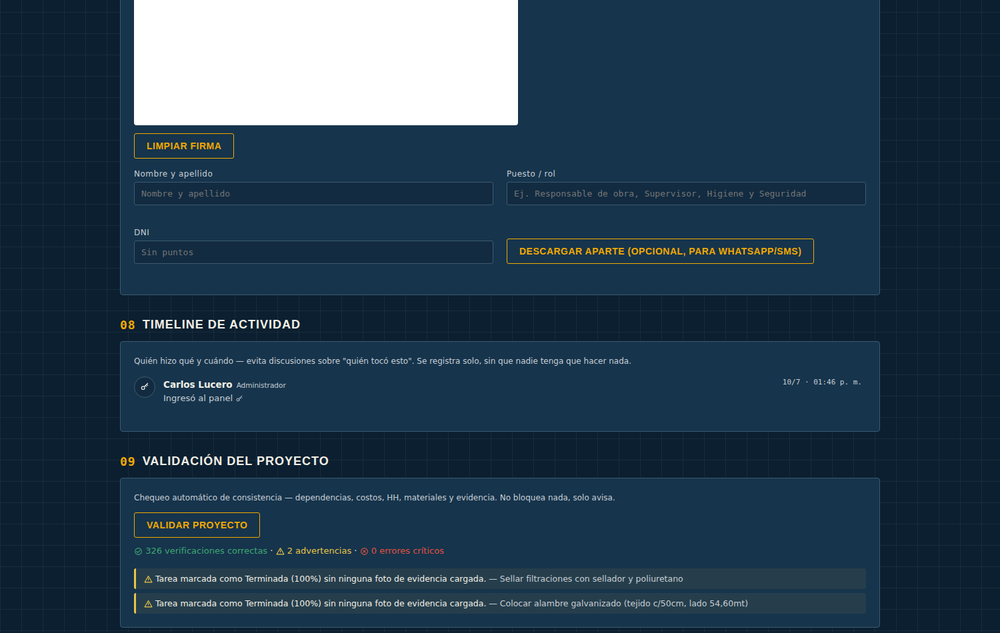 LIMPIAR FIRMA
Nombre y apellido
Nombre y apellido
Puesto / rol
Ej. Responsable de obra, Supervisor, Higiene y Seguridad
DNI
Sin puntos
DESCARGAR APARTE (OPCIONAL, PARA WHATSAPP/SMS)
08 TIMELINE DE ACTIVIDAD
Quién hizo qué y cuándo — evita discusiones sobre "quién tocó esto". Se registra solo, sin que nadie tenga que hacer nada.
Carlos Lucero Administrador
10/7 · 01:46 p. m.
Ingresó al panel
09 VALIDACIÓN DEL PROYECTO
Chequeo automático de consistencia — dependencias, costos, HH, materiales y evidencia. No bloquea nada, solo avisa.
VALIDAR PROYECTO
326 verificaciones correctas · 2 advertencias · 0 errores críticos
Tarea marcada como Terminada (100%) sin ninguna foto de evidencia cargada. — Sellar filtraciones con sellador y poliuretano
Tarea marcada como Terminada (100%) sin ninguna foto de evidencia cargada. — Colocar alambre galvanizado (tejido c/50cm, lado 54,60mt)